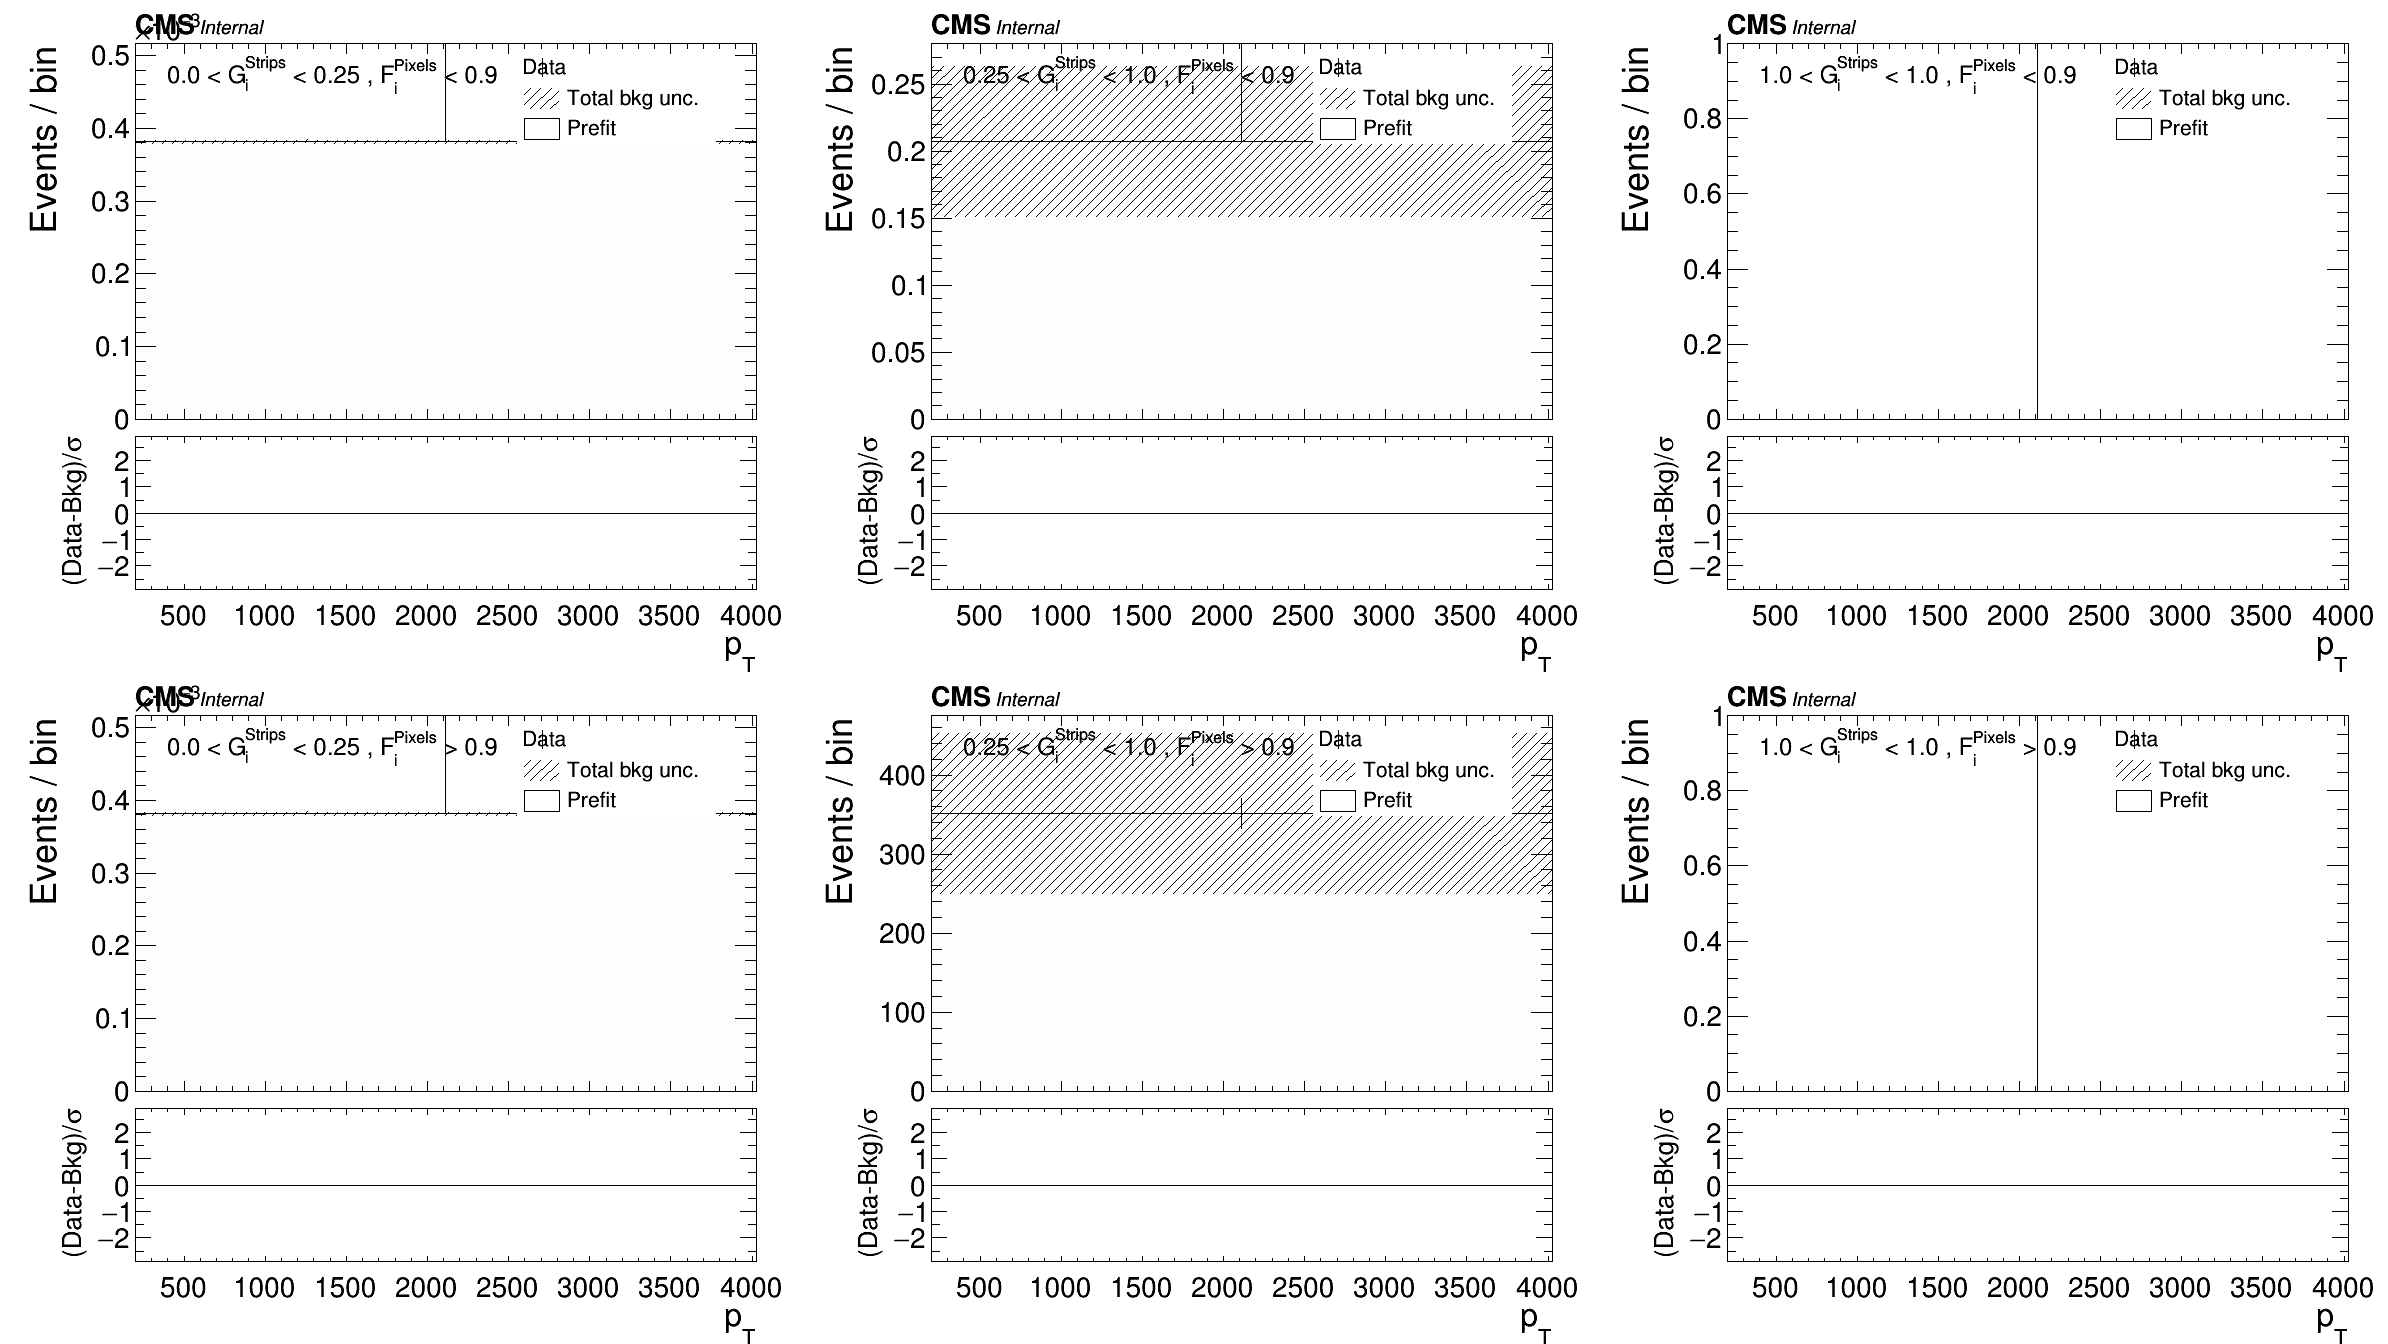 CMS Internal
×10⁻³
Events / bin
0.5
0.4
0.3
0.2
0.1
0
0.0 < G_i^Strips < 0.25 , F_i^Pixels < 0.9
Data
Total bkg unc.
Prefit
(Data-Bkg)/σ
2
1
0
−1
−2
500 1000 1500 2000 2500 3000 3500 4000
p_T
CMS Internal
Events / bin
0.25
0.2
0.15
0.1
0.05
0
0.25 < G_i^Strips < 1.0 , F_i^Pixels < 0.9
Data
Total bkg unc.
Prefit
(Data-Bkg)/σ
2
1
0
−1
−2
500 1000 1500 2000 2500 3000 3500 4000
p_T
CMS Internal
Events / bin
1
0.8
0.6
0.4
0.2
0
1.0 < G_i^Strips < 1.0 , F_i^Pixels < 0.9
Data
Total bkg unc.
Prefit
(Data-Bkg)/σ
2
1
0
−1
−2
500 1000 1500 2000 2500 3000 3500 4000
p_T
CMS Internal
×10⁻³
Events / bin
0.5
0.4
0.3
0.2
0.1
0
0.0 < G_i^Strips < 0.25 , F_i^Pixels > 0.9
Data
Total bkg unc.
Prefit
(Data-Bkg)/σ
2
1
0
−1
−2
500 1000 1500 2000 2500 3000 3500 4000
p_T
CMS Internal
Events / bin
400
300
200
100
0
0.25 < G_i^Strips < 1.0 , F_i^Pixels > 0.9
Data
Total bkg unc.
Prefit
(Data-Bkg)/σ
2
1
0
−1
−2
500 1000 1500 2000 2500 3000 3500 4000
p_T
CMS Internal
Events / bin
1
0.8
0.6
0.4
0.2
0
1.0 < G_i^Strips < 1.0 , F_i^Pixels > 0.9
Data
Total bkg unc.
Prefit
(Data-Bkg)/σ
2
1
0
−1
−2
500 1000 1500 2000 2500 3000 3500 4000
p_T